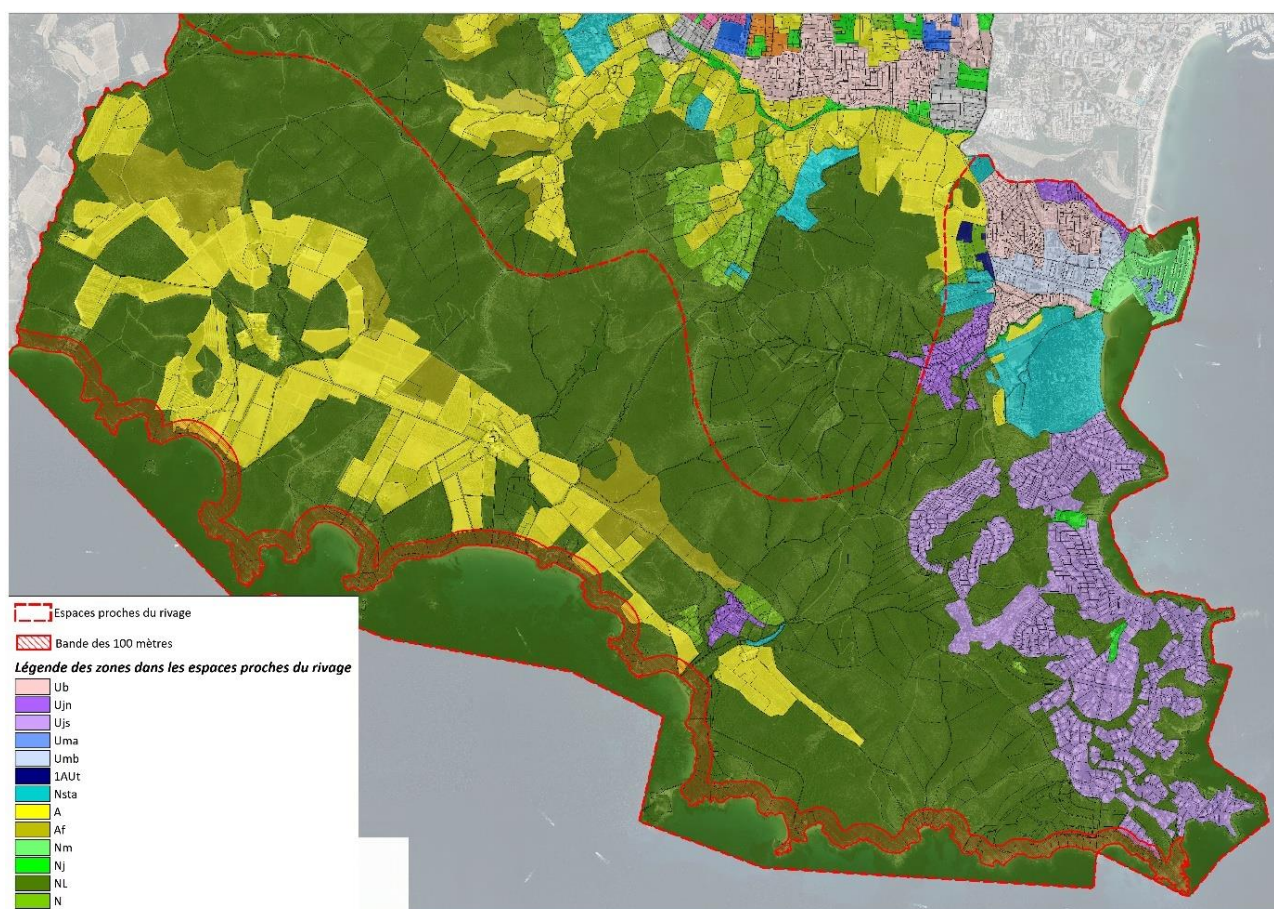 Espaces proches du rivage
Bande des 100 mètres
Légende des zones dans les espaces proches du rivage
Ub
Ujn
Ujs
Uma
Umb
1AUt
Nsta
A
Af
Nm
Nj
NL
N